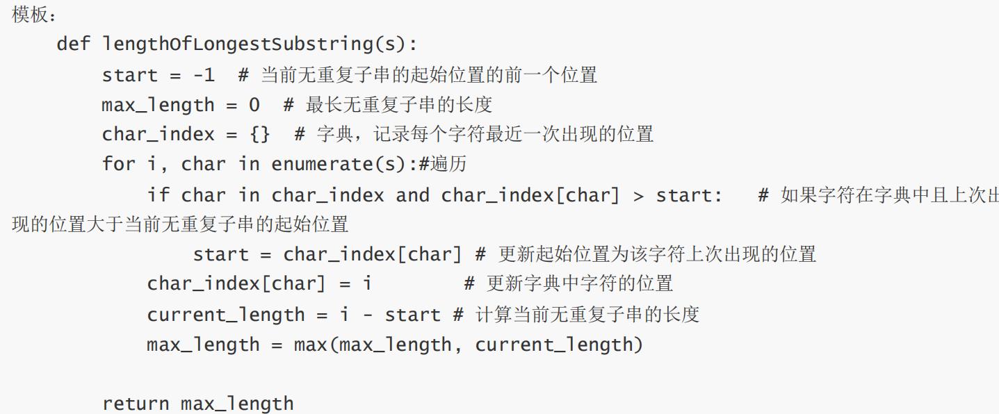 模板：
def lengthOfLongestSubstring(s):
start = -1  # 当前无重复子串的起始位置的前一个位置
max_length = 0  # 最长无重复子串的长度
char_index = {}  # 字典，记录每个字符最近一次出现的位置
for i, char in enumerate(s):#遍历
if char in char_index and char_index[char] > start:   # 如果字符在字典中且上次出
现的位置大于当前无重复子串的起始位置
start = char_index[char] # 更新起始位置为该字符上次出现的位置
char_index[char] = i        # 更新字典中字符的位置
current_length = i - start # 计算当前无重复子串的长度
max_length = max(max_length, current_length)
return max_length